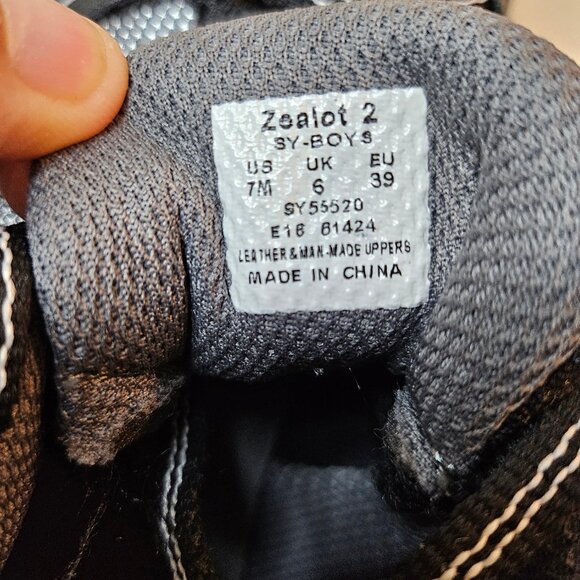 Zealot 2
SY-BOYS
US UK EU
7M 6 39
SY55520
E16 61424
LEATHER & MAN-MADE UPPERS
MADE IN CHINA